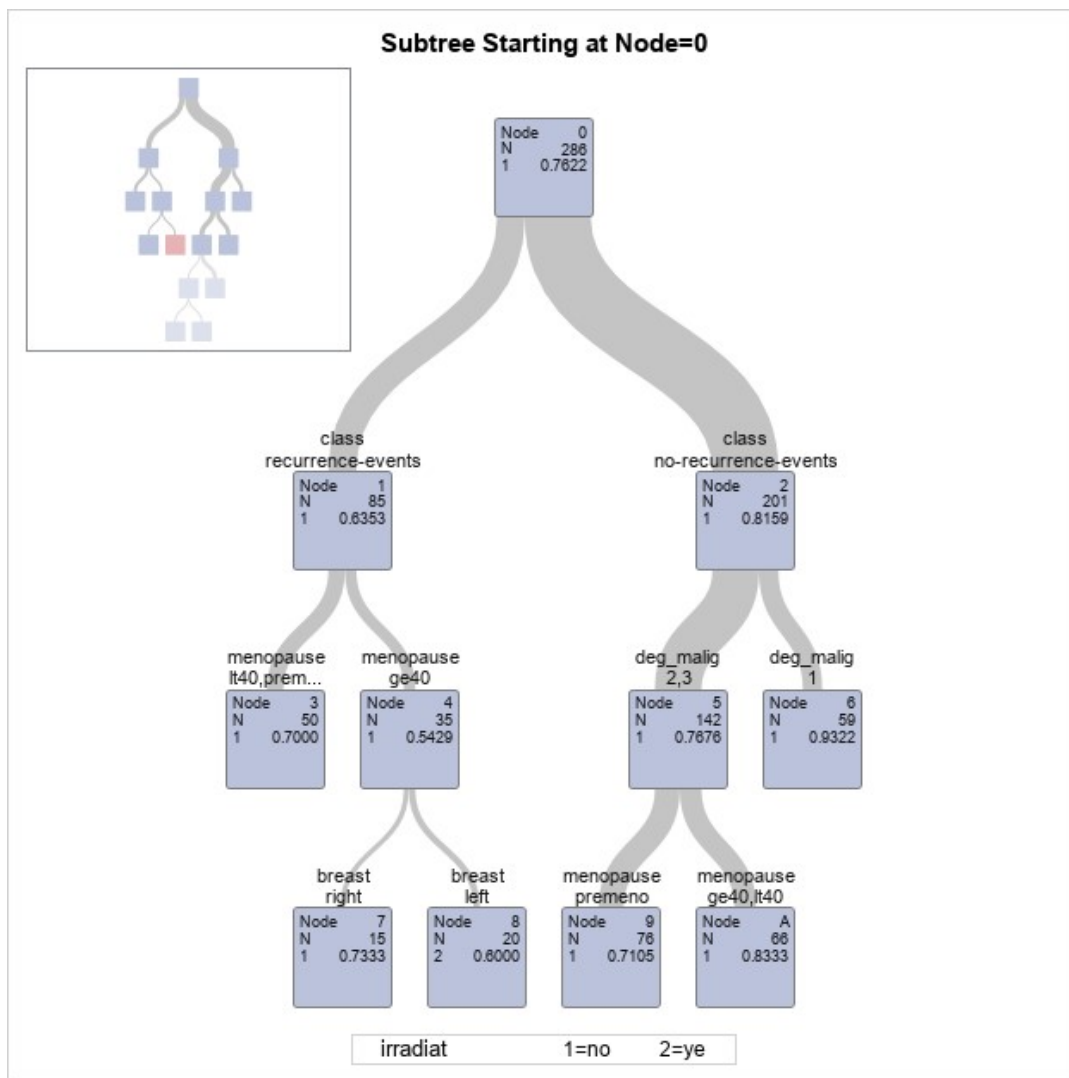 Subtree Starting at Node=0
Node 0
N 286
1 0.7622
class
recurrence-events
Node 1
N 85
1 0.6353
class
no-recurrence-events
Node 2
N 201
1 0.8159
menopause
lt40,prem...
Node 3
N 50
1 0.7000
menopause
ge40
Node 4
N 35
1 0.5429
deg_malig
2,3
Node 5
N 142
1 0.7676
deg_malig
1
Node 6
N 59
1 0.9322
breast
right
Node 7
N 15
1 0.7333
breast
left
Node 8
N 20
2 0.6000
menopause
premeno
Node 9
N 76
1 0.7105
menopause
ge40,lt40
Node A
N 66
1 0.8333
irradiat 1=no 2=ye